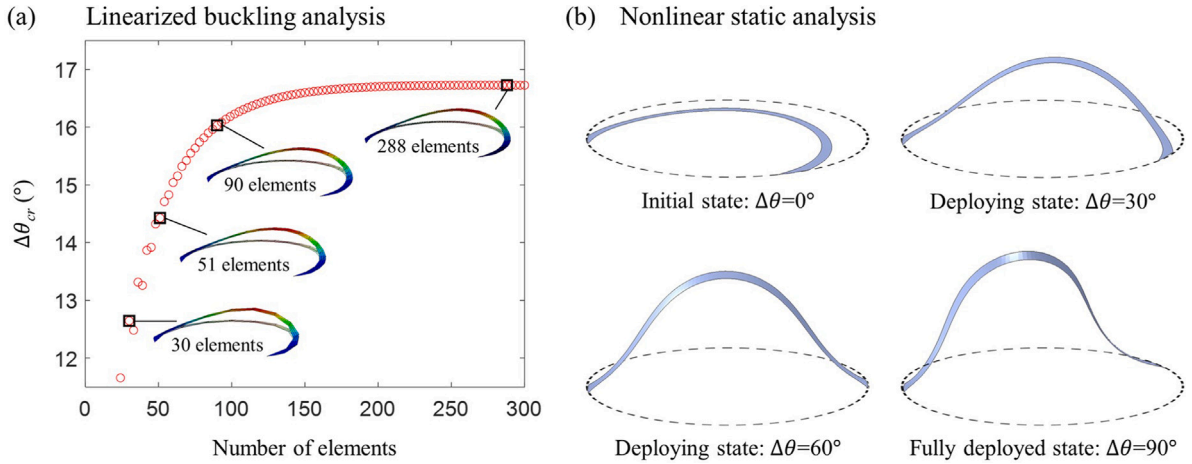 (a) Linearized buckling analysis
17
16
15
14
13
12
Δθcr (°)
288 elements
90 elements
51 elements
30 elements
0 50 100 150 200 250 300
Number of elements
(b) Nonlinear static analysis
Initial state: Δθ=0°
Deploying state: Δθ=30°
Deploying state: Δθ=60°
Fully deployed state: Δθ=90°